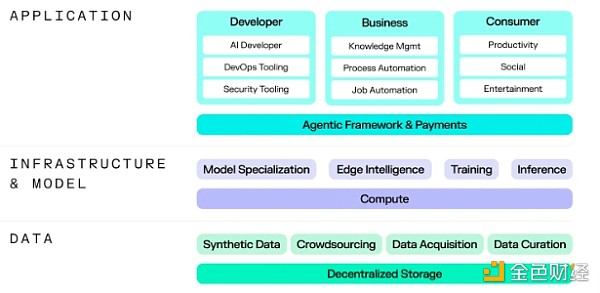 APPLICATION
Developer
AI Developer
DevOps Tooling
Security Tooling
Business
Knowledge Mgmt
Process Automation
Job Automation
Consumer
Productivity
Social
Entertainment
Agentic Framework & Payments
INFRASTRUCTURE
& MODEL
Model Specialization
Edge Intelligence
Training
Inference
Compute
DATA
Synthetic Data
Crowdsourcing
Data Acquisition
Data Curation
Decentralized Storage
金色财经